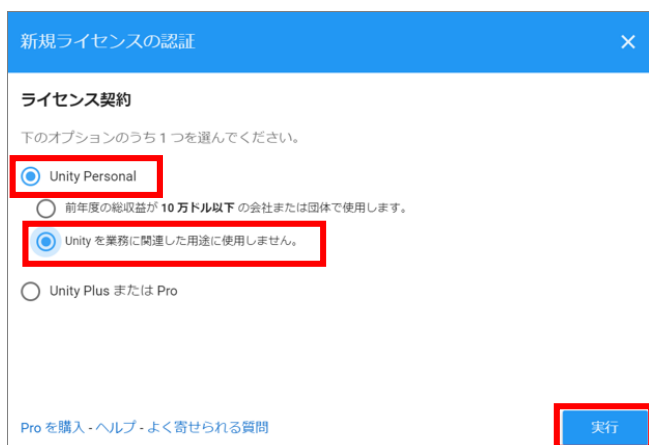 新規ライセンスの認証
ライセンス契約
下のオプションのうち1つを選んでください。
Unity Personal
前年度の総収益が 10 万ドル以下 の会社または団体で使用します。
Unity を業務に関連した用途に使用しません。
Unity Plus または Pro
Pro を購入 - ヘルプ - よく寄せられる質問
実行